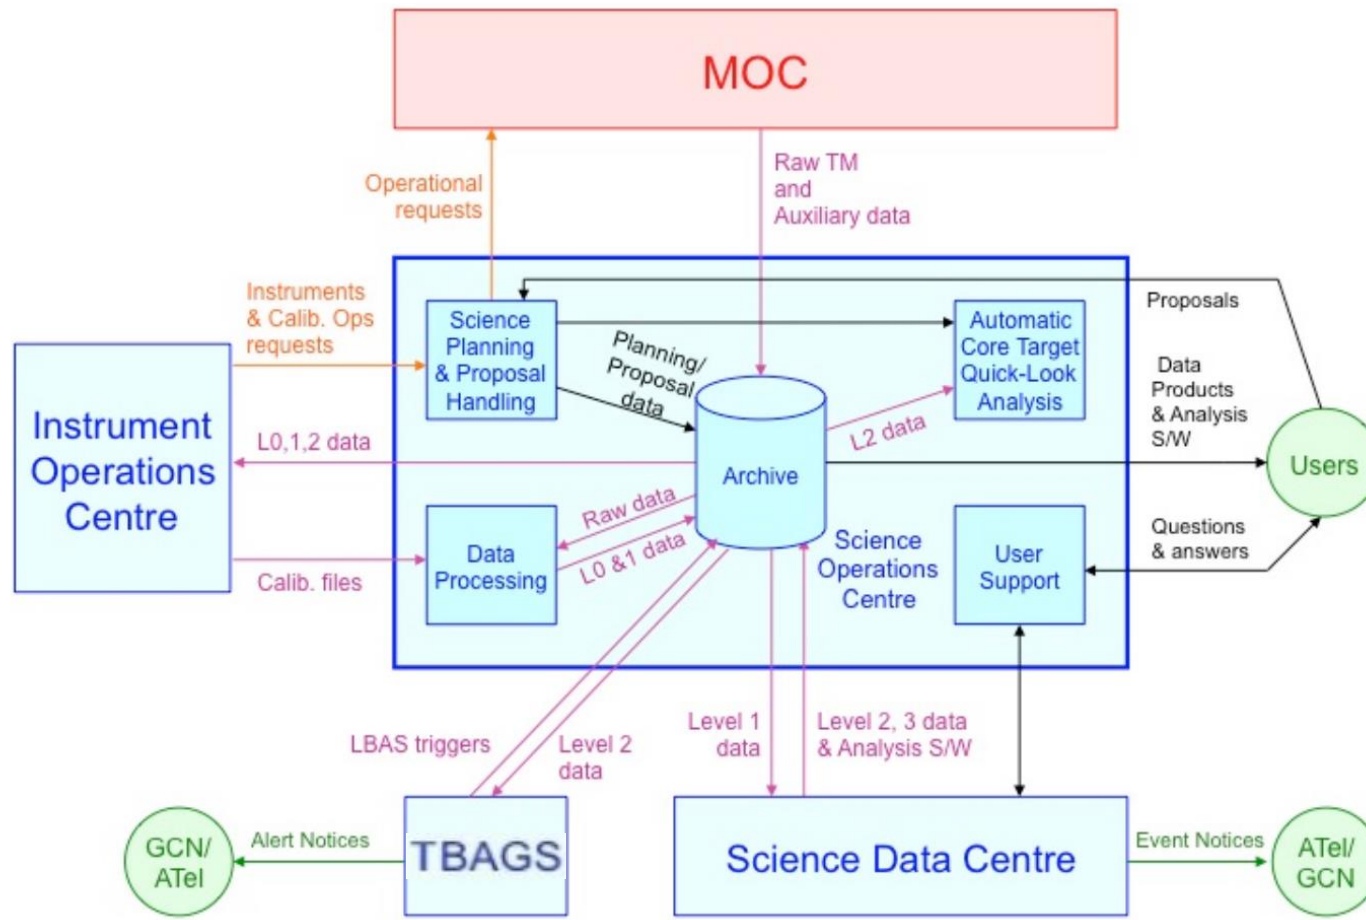 MOC
Operational
requests
Raw TM
and
Auxiliary data
Instruments
& Calib. Ops
requests
Science
Planning
& Proposal
Handling
Planning/
Proposal
data
Automatic
Core Target
Quick-Look
Analysis
Proposals
Data
Products
& Analysis
S/W
Instrument
Operations
Centre
L0,1,2 data
Archive
L2 data
Users
Raw data
L0 &1 data
Data
Processing
Calib. files
Science
Operations
Centre
User
Support
Questions
& answers
LBAS triggers
Level 2
data
Level 1
data
Level 2, 3 data
& Analysis S/W
GCN/
ATel
Alert Notices
TBAGS
Science Data Centre
Event Notices
ATel/
GCN